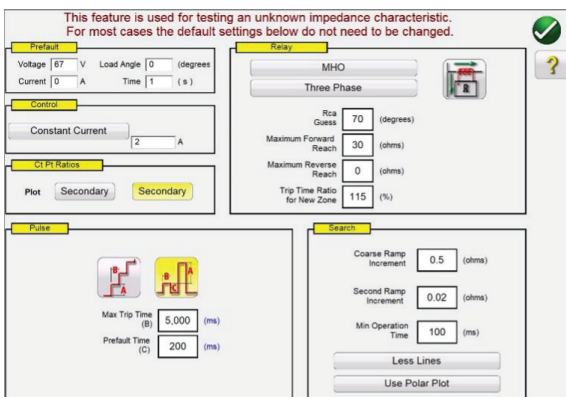 This feature is used for testing an unknown impedance characteristic.
For most cases the default settings below do not need to be changed.
Prefault
Voltage 67 V Load Angle 0 (degrees
Current 0 A Time 1 ( s )
Control
Constant Current
2 A
Ct Pt Ratios
Plot Secondary Secondary
Relay
MHO
Three Phase
Rca
Guess 70 (degrees)
Maximum Forward
Reach 30 (ohms)
Maximum Reverse
Reach 0 (ohms)
Trip Time Ratio
for New Zone 115 (%)
?
Pulse
B
A
B
A
C
Max Trip Time
(B) 5,000 (ms)
Prefault Time
(C) 200 (ms)
Search
Coarse Ramp
Increment 0.5 (ohms)
Second Ramp
Increment 0.02 (ohms)
Min Operation
Time 100 (ms)
Less Lines
Use Polar Plot